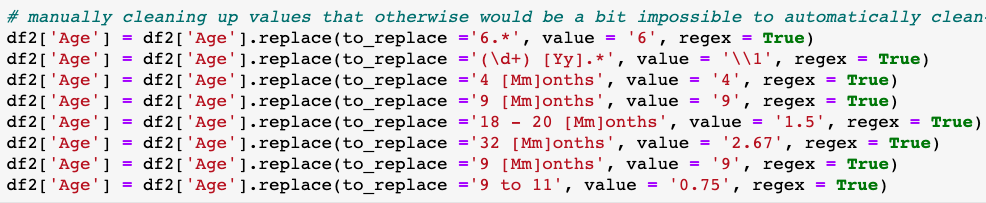 # manually cleaning up values that otherwise would be a bit impossible to automatically clean
df2['Age'] = df2['Age'].replace(to_replace ='6.*', value = '6', regex = True)
df2['Age'] = df2['Age'].replace(to_replace ='(\d+) [Yy].*', value = '\\1', regex = True)
df2['Age'] = df2['Age'].replace(to_replace ='4 [Mm]onths', value = '4', regex = True)
df2['Age'] = df2['Age'].replace(to_replace ='9 [Mm]onths', value = '9', regex = True)
df2['Age'] = df2['Age'].replace(to_replace ='18 - 20 [Mm]onths', value = '1.5', regex = True)
df2['Age'] = df2['Age'].replace(to_replace ='32 [Mm]onths', value = '2.67', regex = True)
df2['Age'] = df2['Age'].replace(to_replace ='9 [Mm]onths', value = '9', regex = True)
df2['Age'] = df2['Age'].replace(to_replace ='9 to 11', value = '0.75', regex = True)